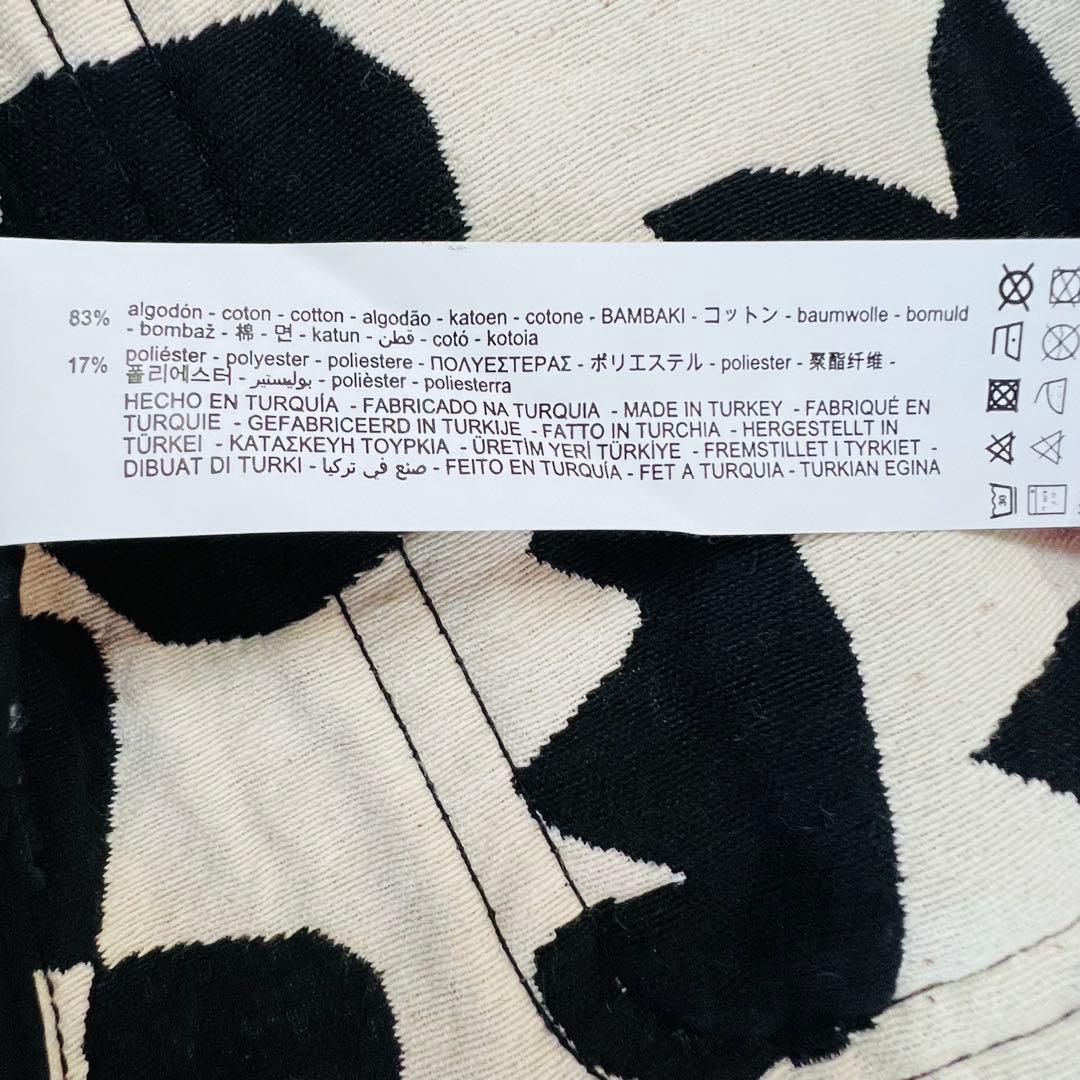 83% algodón - coton - cotton - algodão - katoen - cotone - BAMBAKI - コットン - baumwolle - bomuld
- bombaž - 棉 - 면 - katun - قطن - cotó - kotoia
17% poliéster - polyester - poliestere - ΠΟΛΥΕΣΤΕΡΑΣ - ポリエステル - poliester - 聚酯纤维 -
폴리에스터 - بوليستير - polièster - poliesterra
HECHO EN TURQUÍA - FABRICADO NA TURQUIA - MADE IN TURKEY - FABRIQUÉ EN
TURQUIE - GEFABRICEERD IN TURKIJE - FATTO IN TURCHIA - HERGESTELLT IN
TÜRKEI - ΚΑΤΑΣΚΕΥΗ ΤΟΥΡΚΙΑ - ÜRETİM YERİ TÜRKİYE - FREMSTILLET I TYRKIET -
DIBUAT DI TURKI - صنع في تركيا - FEITO EN TURQUÍA - FET A TURQUIA - TURKIAN EGINA